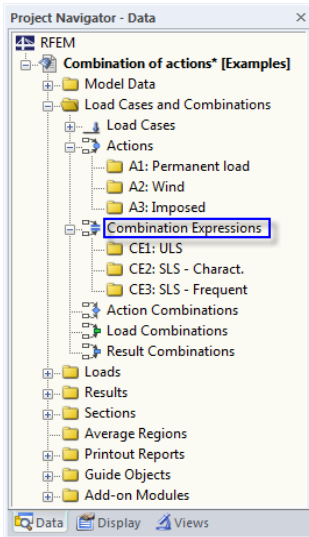 Project Navigator - Data
RFEM
Combination of actions* [Examples]
Model Data
Load Cases and Combinations
Load Cases
Actions
A1: Permanent load
A2: Wind
A3: Imposed
Combination Expressions
CE1: ULS
CE2: SLS - Charact.
CE3: SLS - Frequent
Action Combinations
Load Combinations
Result Combinations
Loads
Results
Sections
Average Regions
Printout Reports
Guide Objects
Add-on Modules
Data Display Views